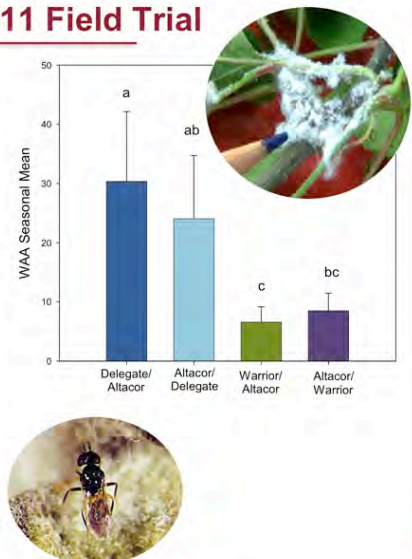 11 Field Trial
50
40
30
20
10
0
WAA Seasonal Mean
a
ab
c
bc
Delegate/
Altacor
Altacor/
Delegate
Warrior/
Altacor
Altacor/
Warrior